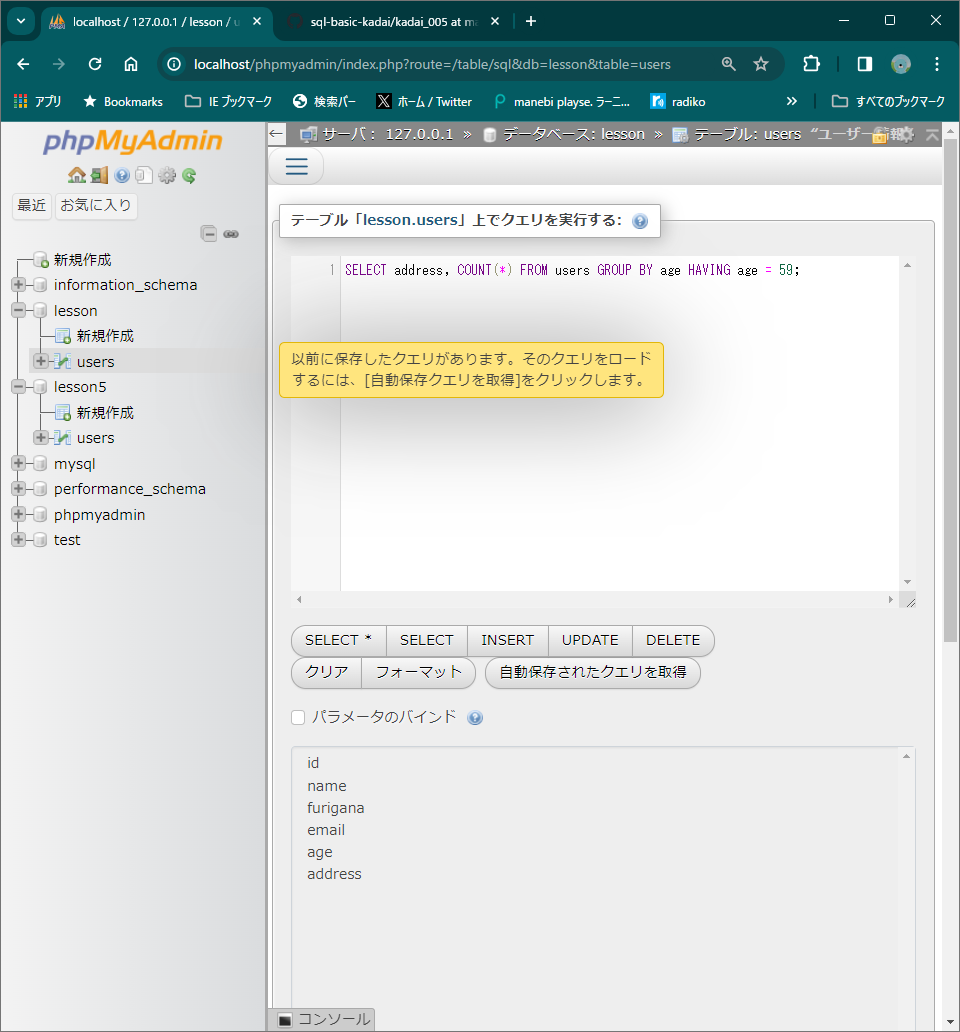 localhost / 127.0.0.1 / lesson / u
sql-basic-kadai/kadai_005 at ma
localhost/phpmyadmin/index.php?route=/table/sql&db=lesson&table=users
アプリ
Bookmarks
IE ブックマーク
検索バー
ホーム / Twitter
manebi playse. ラーニ...
radiko
すべてのブックマーク
phpMyAdmin
サーバ: 127.0.0.1 » データベース: lesson » テーブル: users
最近
お気に入り
新規作成
information_schema
lesson
新規作成
users
lesson5
新規作成
users
mysql
performance_schema
phpmyadmin
test
テーブル「lesson.users」上でクエリを実行する:
1 SELECT address, COUNT(*) FROM users GROUP BY age HAVING age = 59;
以前に保存したクエリがあります。そのクエリをロード
するには、[自動保存クエリを取得]をクリックします。
SELECT *
SELECT
INSERT
UPDATE
DELETE
クリア
フォーマット
自動保存されたクエリを取得
パラメータのバインド
id
name
furigana
email
age
address
コンソール